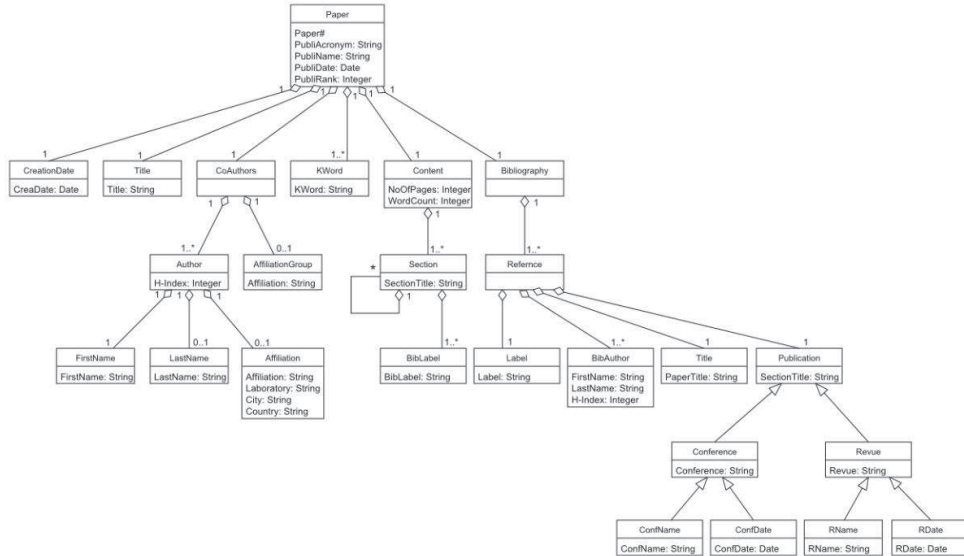 Paper
Paper#
PubliAcronym: String
PubliName: String
PubliDate: Date
PubliRank: Integer
1 1 1 1 1 1
1 1 1 1..* 1 1
CreationDate Title CoAuthors KWord Content Bibliography
CreaDate: Date Title: String KWord: String NoOfPages: Integer
WordCount: Integer
1 1 1 1
1..* 0..1 * 1..* 1..*
Author AffiliationGroup Section Refernce
H-Index: Integer Affiliation: String SectionTitle: String
1 1 1 1
1 0..1 0..1 1..* 1 1..* 1 1
FirstName LastName Affiliation BibLabel Label BibAuthor Title Publication
FirstName: String LastName: String Affiliation: String BibLabel: String Label: String FirstName: String PaperTitle: String SectionTitle: String
Laboratory: String LastName: String
City: String H-Index: Integer
Country: String
Conference Revue
Conference: String Revue: String
ConfName ConfDate RName RDate
ConfName: String ConfDate: Date RName: String RDate: Date